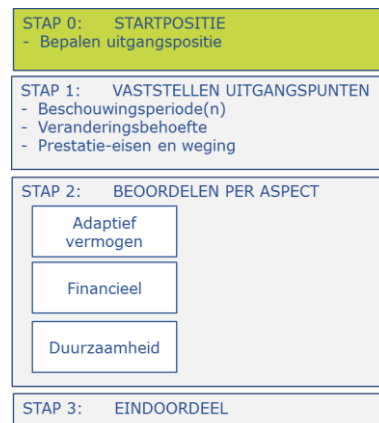 STAP 0: STARTPOSITIE
- Bepalen uitgangspositie
STAP 1: VASTSTELLEN UITGANGSPUNTEN
- Beschouwingsperiode(n)
- Veranderingsbehoefte
- Prestatie-eisen en weging
STAP 2: BEOORDELEN PER ASPECT
Adaptief
vermogen
Financieel
Duurzaamheid
STAP 3: EINDOORDEEL